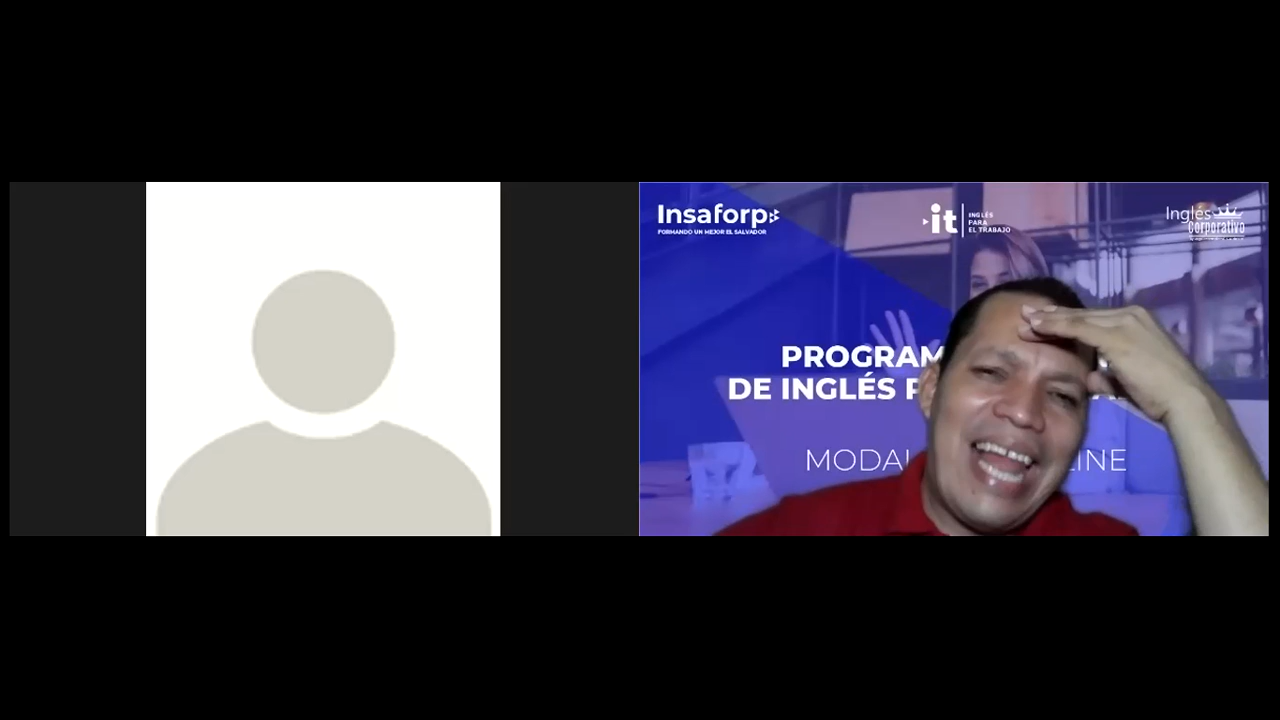 Insaforp
FORMANDO UN MEJOR EL SALVADOR
it
INGLÉS
PARA
EL TRABAJO
Inglés
Corporativo
PROGRAM
DE INGLÉS P
MODAL
LINE